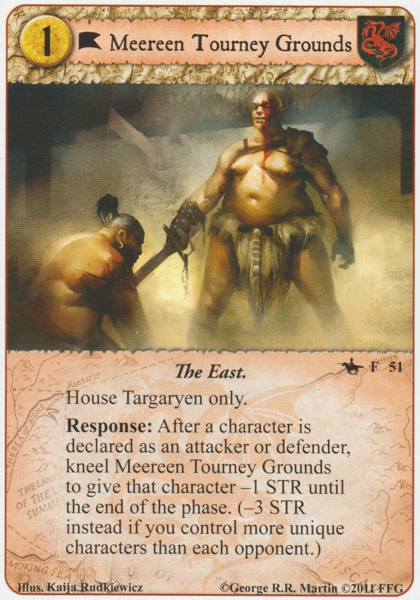 1 Meereen Tourney Grounds
The East.
F 51
House Targaryen only.
Response: After a character is
declared as an attacker or defender,
kneel Meereen Tourney Grounds
to give that character –1 STR until
the end of the phase. (–3 STR
instead if you control more unique
characters than each opponent.)
Illus. Kaija Rudkiewicz ©George R.R. Martin ©2011 FFG